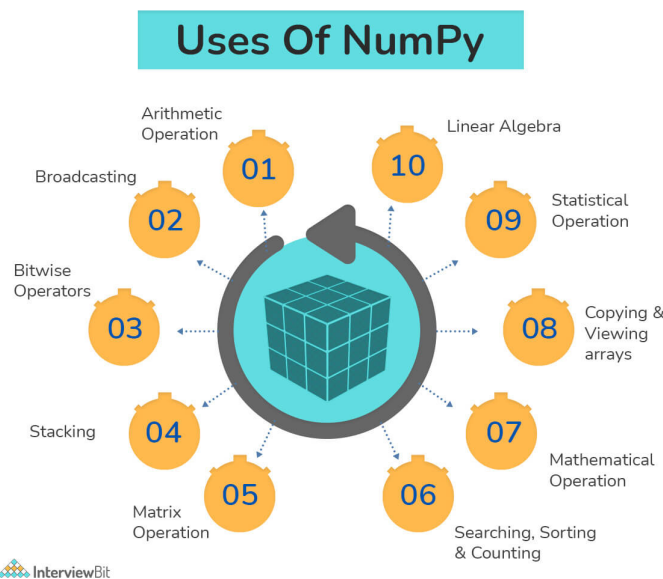 Uses Of NumPy
Arithmetic
Operation
01
Broadcasting
02
Bitwise
Operators
03
Stacking
04
Matrix
Operation
05
06
Searching, Sorting
& Counting
07
Mathematical
Operation
08
Copying &
Viewing
arrays
09
Statistical
Operation
10
Linear Algebra
InterviewBit